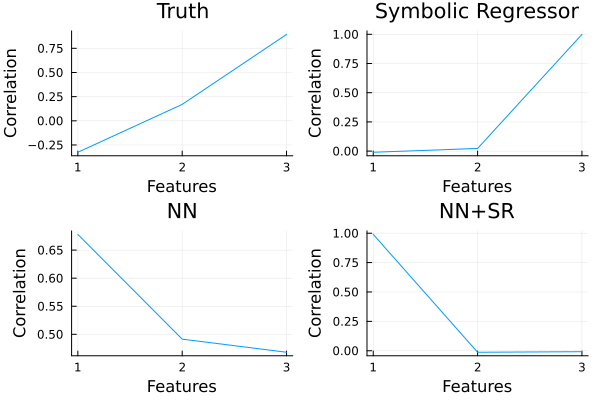 Truth
Correlation
0.75
0.50
0.25
0.00
−0.25
1
2
3
Features
Symbolic Regressor
Correlation
1.00
0.75
0.50
0.25
0.00
1
2
3
Features
NN
Correlation
0.65
0.60
0.55
0.50
1
2
3
Features
NN+SR
Correlation
1.00
0.75
0.50
0.25
0.00
1
2
3
Features